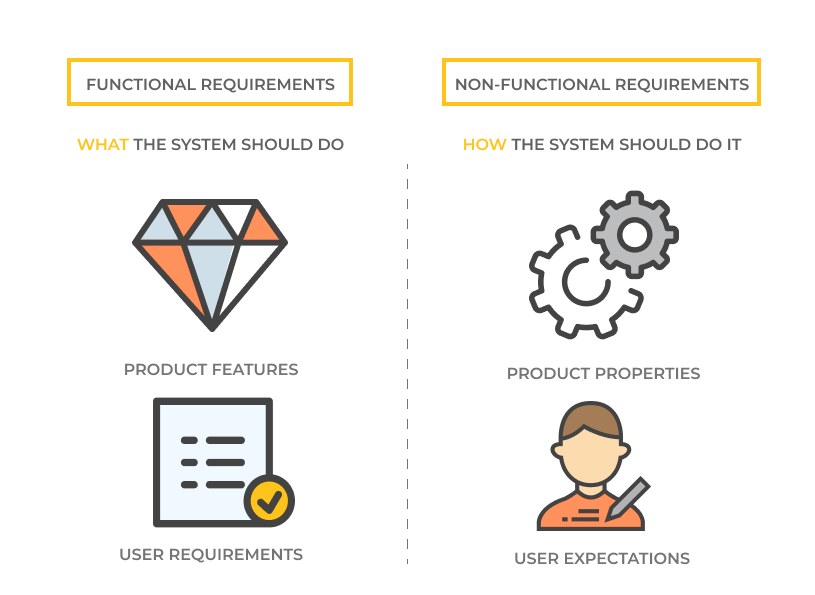 FUNCTIONAL REQUIREMENTS
WHAT THE SYSTEM SHOULD DO
PRODUCT FEATURES
USER REQUIREMENTS
NON-FUNCTIONAL REQUIREMENTS
HOW THE SYSTEM SHOULD DO IT
PRODUCT PROPERTIES
USER EXPECTATIONS